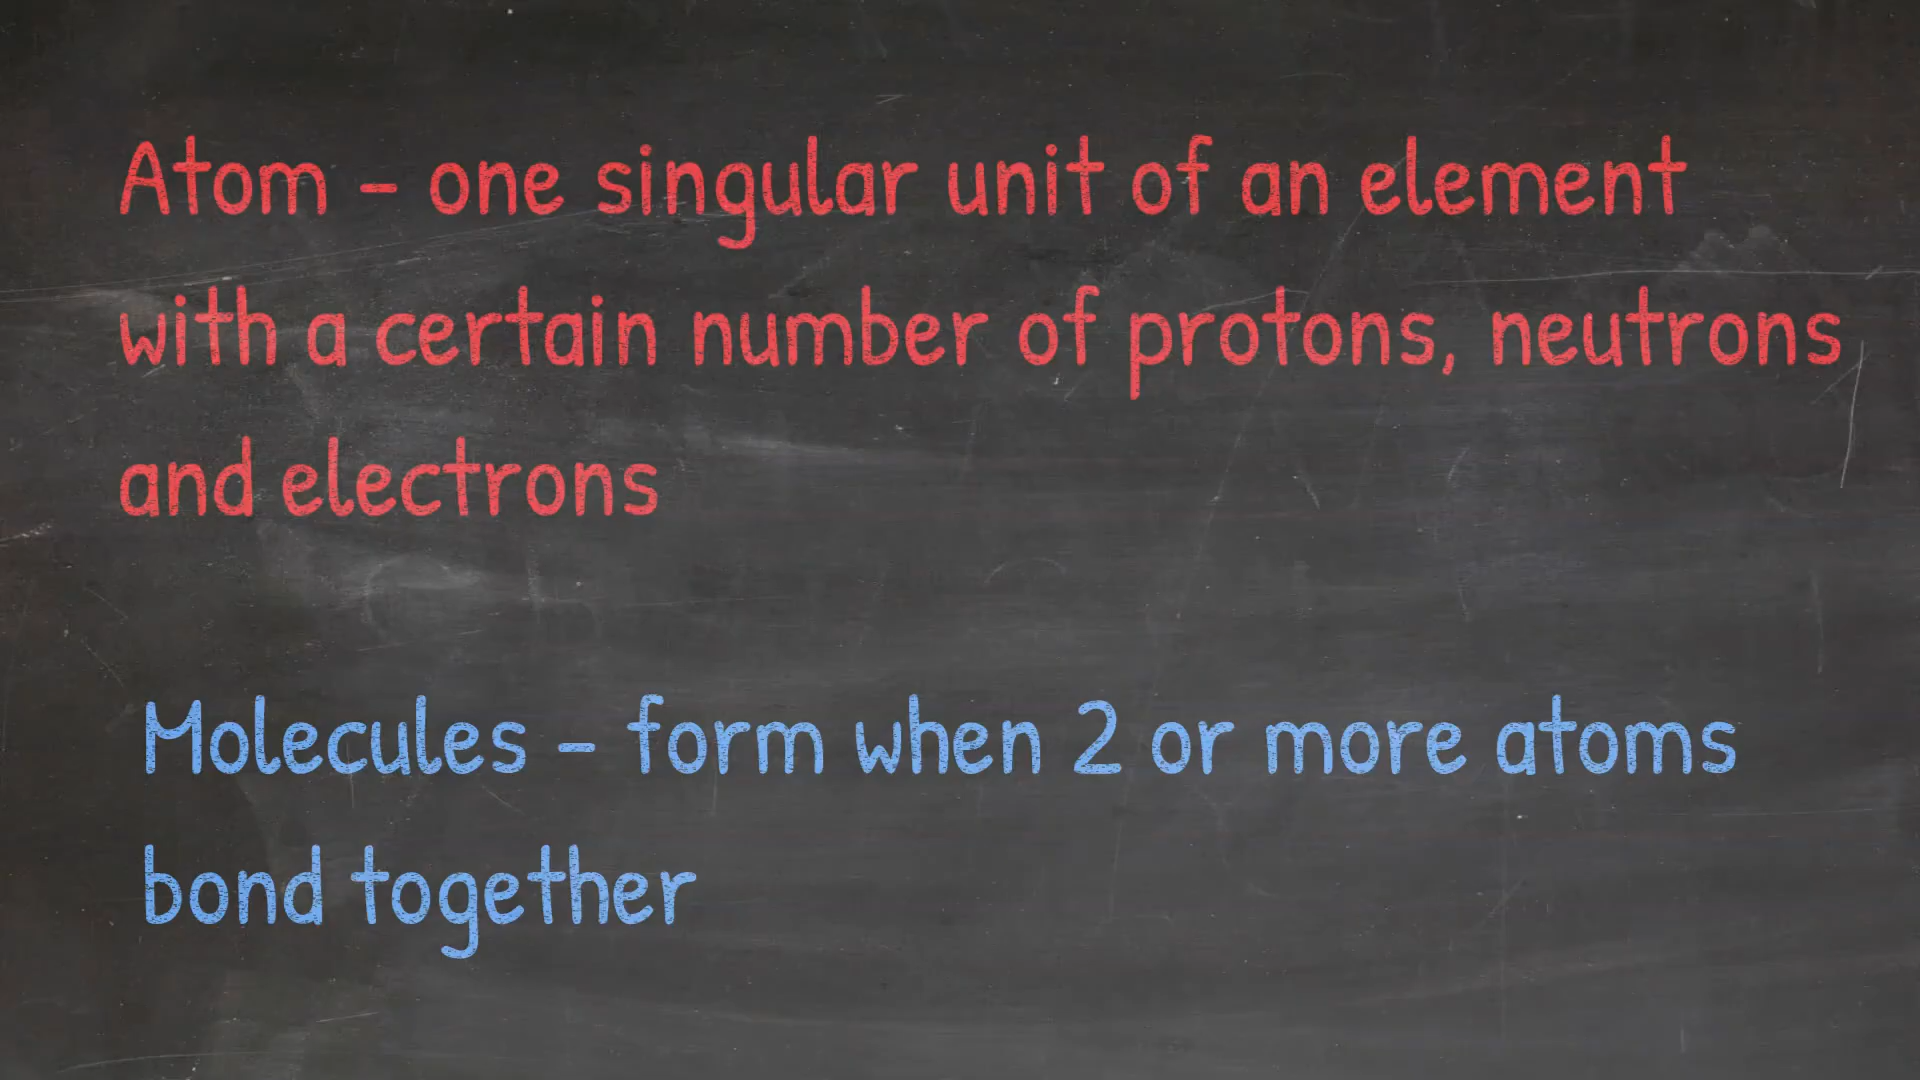 Atom - one singular unit of an element
with a certain number of protons, neutrons
and electrons
Molecules - form when 2 or more atoms
bond together